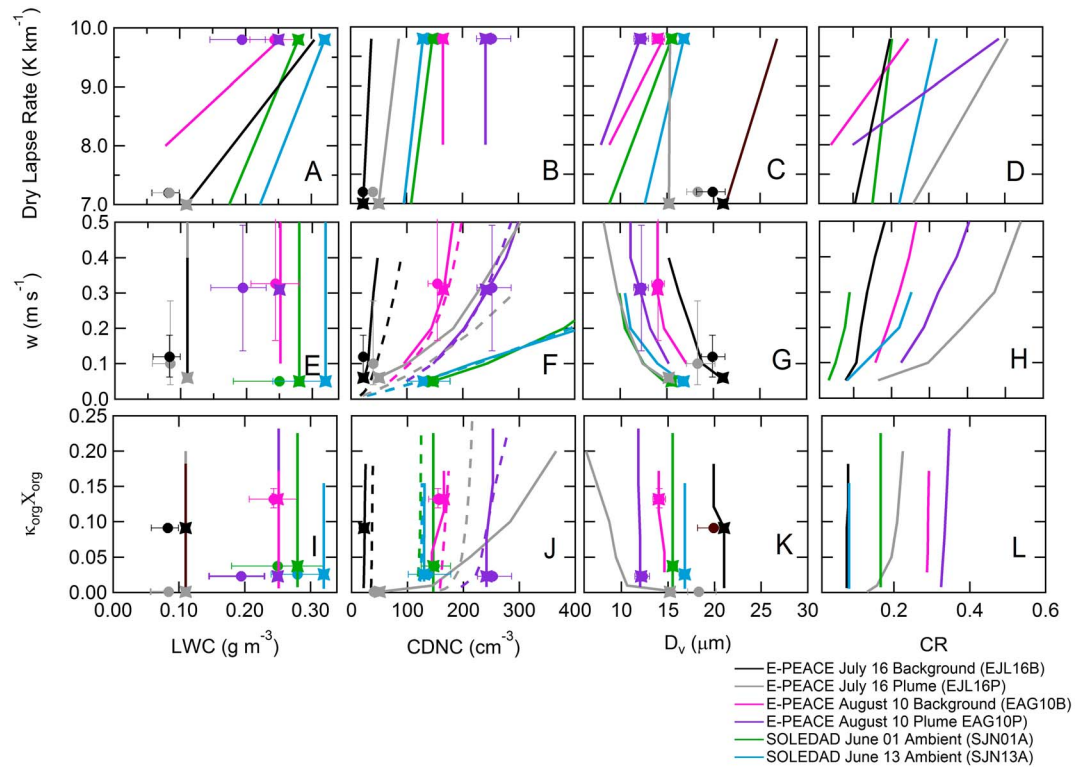 Dry Lapse Rate (K km⁻¹)
10.0
9.0
8.0
7.0
A
B
C
D
w (m s⁻¹)
0.5
0.4
0.3
0.2
0.1
0.0
E
F
G
H
κorgΧorg
0.25
0.20
0.15
0.10
0.05
0.00
I
J
K
L
0.00 0.10 0.20 0.30
0 100 200 300 400
10 15 20 25 30
0.2 0.4 0.6
LWC (g m⁻³)
CDNC (cm⁻³)
Dv (μm)
CR
E-PEACE July 16 Background (EJL16B)
E-PEACE July 16 Plume (EJL16P)
E-PEACE August 10 Background (EAG10B)
E-PEACE August 10 Plume EAG10P)
SOLEDAD June 01 Ambient (SJN01A)
SOLEDAD June 13 Ambient (SJN13A)